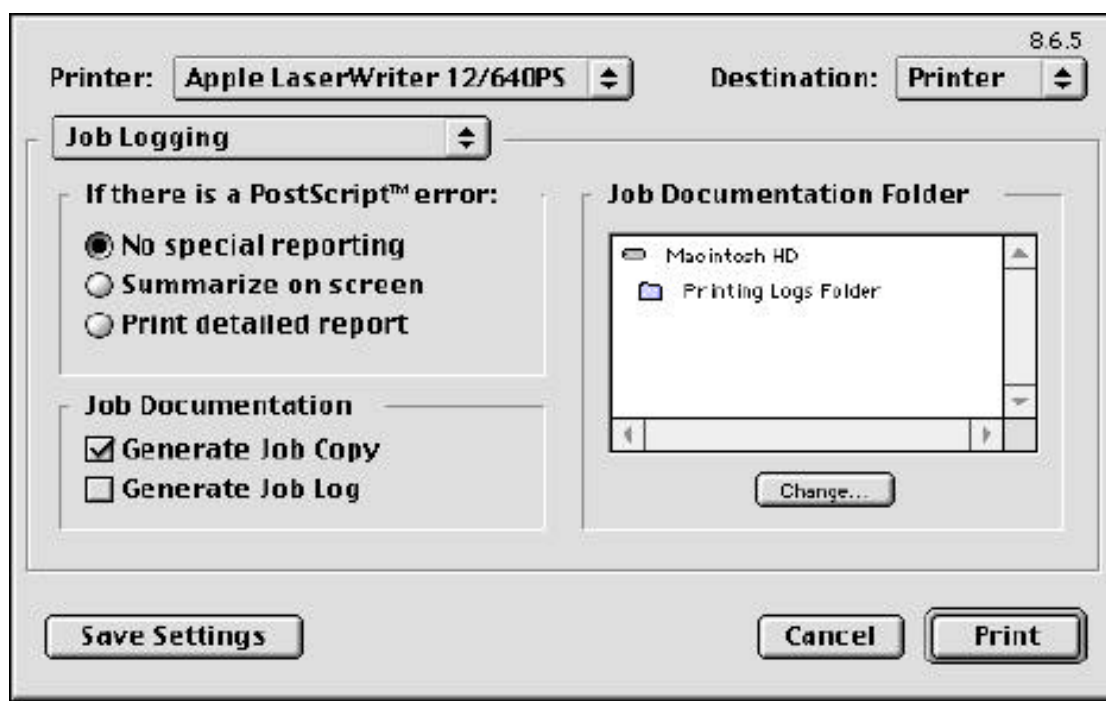 8.6.5
Printer: Apple LaserWriter 12/640PS Destination: Printer
Job Logging
If there is a PostScript™ error:
No special reporting
Summarize on screen
Print detailed report
Job Documentation
Generate Job Copy
Generate Job Log
Job Documentation Folder
Macintosh HD
Printing Logs Folder
Change...
Save Settings Cancel Print